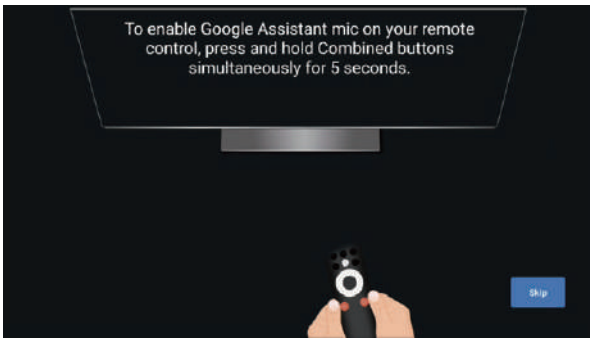 To enable Google Assistant mic on your remote
control, press and hold Combined buttons
simultaneously for 5 seconds.
Skip